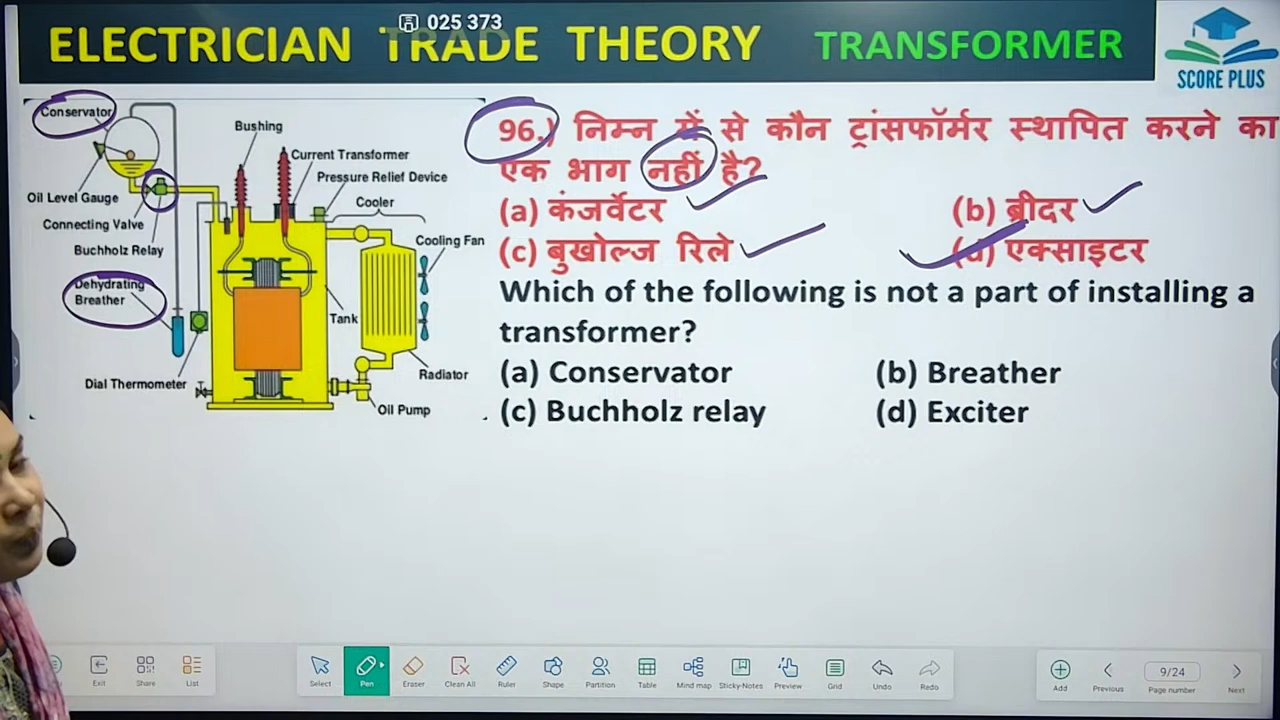 025 373
ELECTRICIAN TRADE THEORY TRANSFORMER
SCORE PLUS
Conservator
Bushing
Current Transformer
Pressure Relief Device
Cooler
Oil Level Gauge
Connecting Valve
Buchholz Relay
Cooling Fan
Dehydrating
Breather
Tank
Radiator
Dial Thermometer
Oil Pump
96.) निम्न में से कौन ट्रांसफॉर्मर स्थापित करने का
एक भाग नहीं है?
(a) कंजर्वेटर (b) ब्रीदर
(c) बुखोल्ज रिले (d) एक्साइटर
Which of the following is not a part of installing a
transformer?
(a) Conservator (b) Breather
(c) Buchholz relay (d) Exciter
Exit Share List Select Pen Eraser Clean All Ruler Shape Partition Table Mind map Sticky-Notes Preview Grid Undo Redo Add Previous 9/24 Page number Next